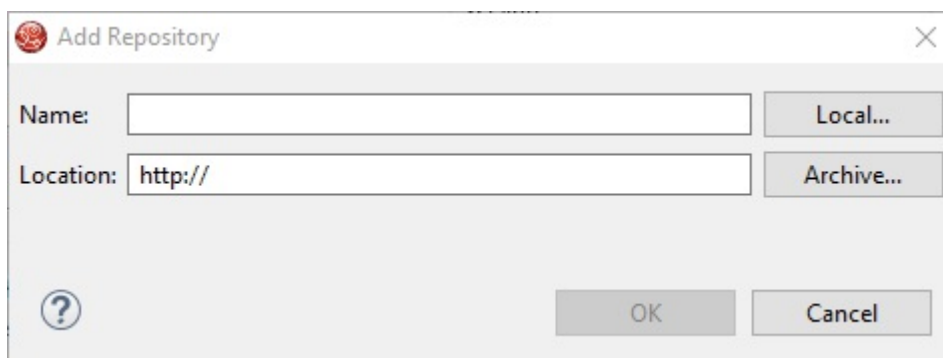 Add Repository
Name:
Local...
Location:
http://
Archive...
?
OK
Cancel